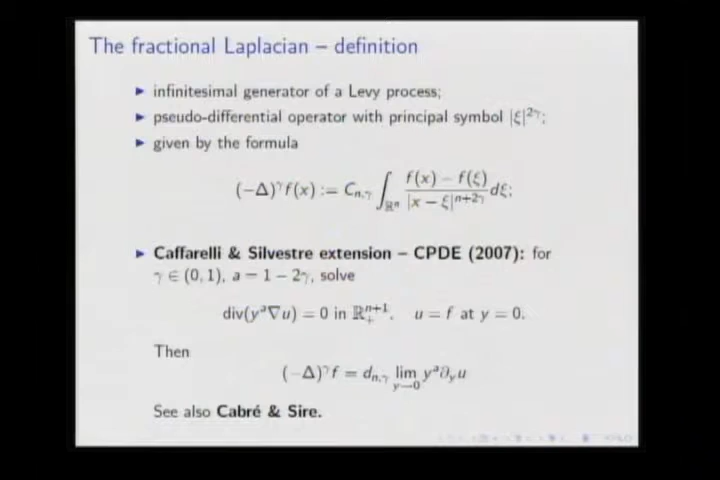 The fractional Laplacian – definition
▶ infinitesimal generator of a Levy process;
▶ pseudo-differential operator with principal symbol |ξ|^{2γ};
▶ given by the formula
(−Δ)^γ f(x) := C_{n,γ} ∫_{ℝ^n} \frac{f(x) − f(ξ)}{|x − ξ|^{n+2γ}} dξ;
▶ Caffarelli & Silvestre extension – CPDE (2007): for
γ ∈ (0, 1), a = 1 − 2γ, solve
div(y^a ∇u) = 0 in ℝ^{n+1}_+, u = f at y = 0.
Then
(−Δ)^γ f = d_{n,γ} lim_{y→0} y^a ∂_y u
See also Cabré & Sire.